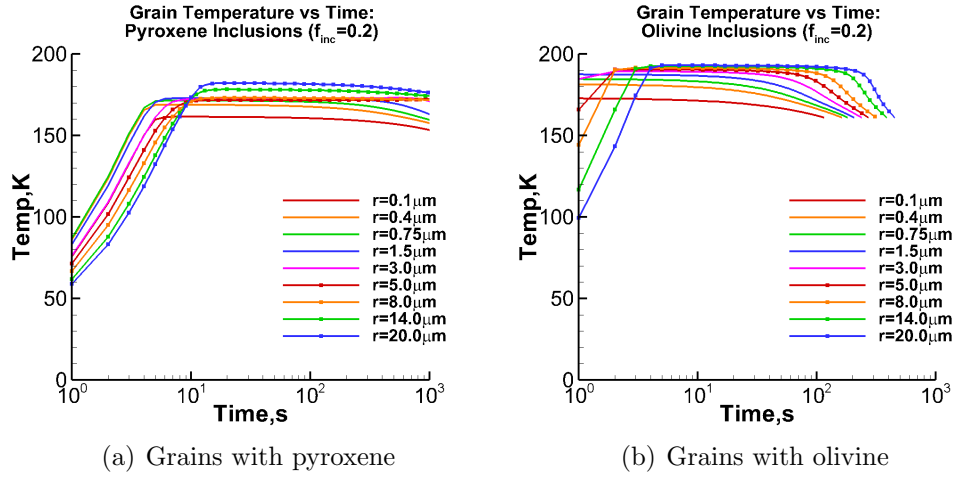 Grain Temperature vs Time:
Pyroxene Inclusions (f_inc=0.2)
200
150
100
50
0
Temp,K
10^0
10^1
10^2
10^3
Time,s
r=0.1μm
r=0.4μm
r=0.75μm
r=1.5μm
r=3.0μm
r=5.0μm
r=8.0μm
r=14.0μm
r=20.0μm
(a) Grains with pyroxene
Grain Temperature vs Time:
Olivine Inclusions (f_inc=0.2)
200
150
100
50
0
Temp,K
10^0
10^1
10^2
10^3
Time,s
r=0.1μm
r=0.4μm
r=0.75μm
r=1.5μm
r=3.0μm
r=5.0μm
r=8.0μm
r=14.0μm
r=20.0μm
(b) Grains with olivine